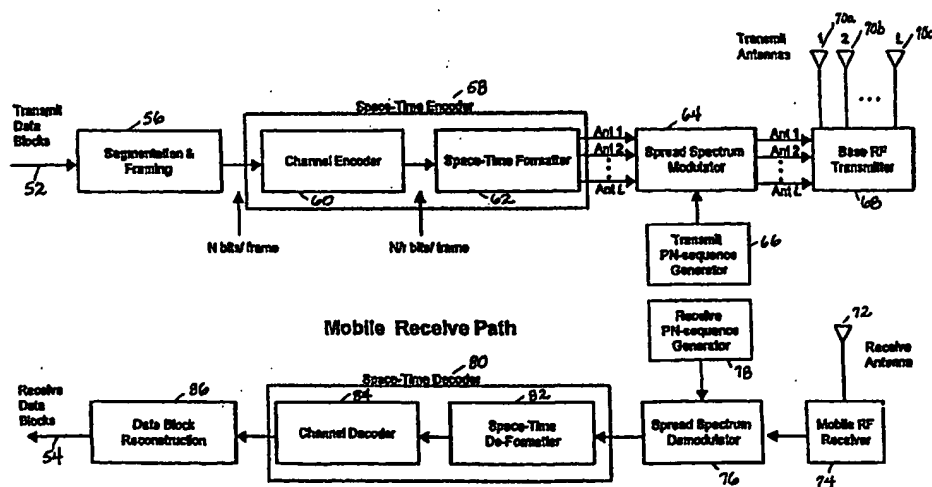 Transmit
Antennas
1
70a
2
70b
L
70c
Transmit
Data
Blocks
52
56
Segmentation &
Framing
58
Space-Time Encoder
Channel Encoder
60
Space-Time Formatter
62
Ant 1
Ant 2
Ant L
64
Spread Spectrum
Modulator
Ant 1
Ant 2
Ant L
Base RF
Transmitter
68
N bits/ frame
N/r bits/ frame
Transmit
PN-sequence
Generator
66
Mobile Receive Path
Receive
PN-sequence
Generator
78
72
Receive
Antenna
Receive
Data
Blocks
54
86
Data Block
Reconstruction
80
Space-Time Decoder
84
Channel Decoder
82
Space-Time
De-Formatter
Spread Spectrum
Demodulator
76
Mobile RF
Receiver
74